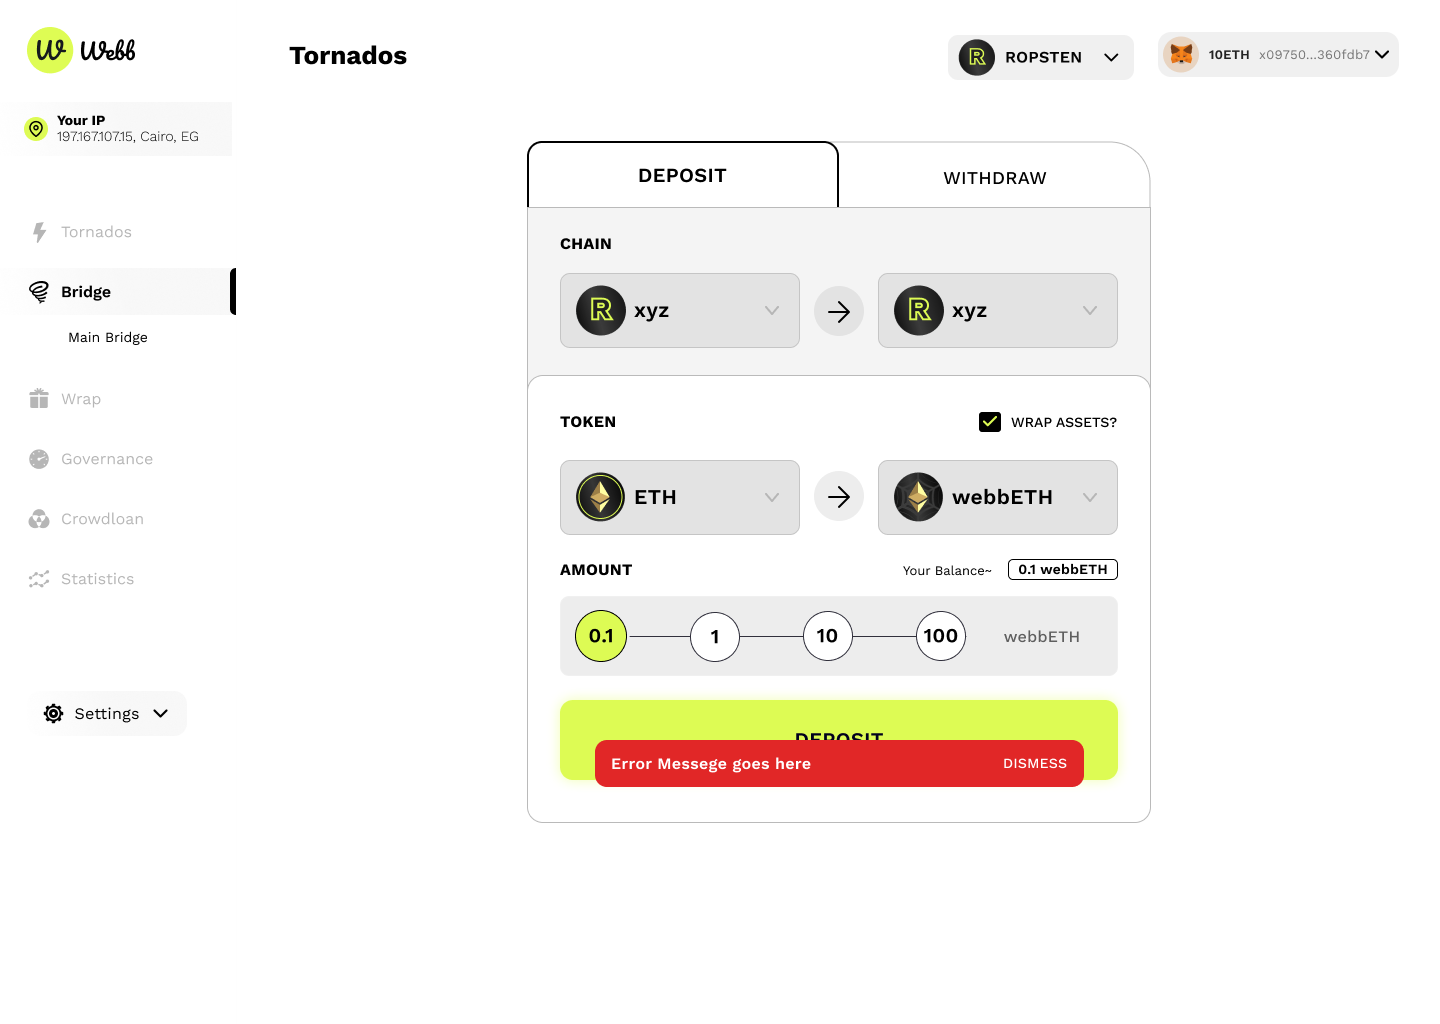 W Webb
Tornados
ROPSTEN
10ETH x09750...360fdb7
Your IP
197.167.107.15, Cairo, EG
DEPOSIT
WITHDRAW
Tornados
CHAIN
Bridge
R xyz
R xyz
Main Bridge
Wrap
TOKEN
WRAP ASSETS?
Governance
ETH
webbETH
Crowdloan
Statistics
AMOUNT
Your Balance~ 0.1 webbETH
0.1 1 10 100 webbETH
Settings
DEPOSIT
Error Messege goes here
DISMESS